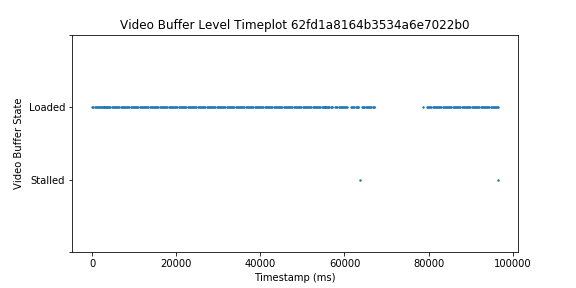 Video Buffer Level Timeplot 62fd1a8164b3534a6e7022b0
Video Buffer State
Loaded
Stalled
0
20000
40000
60000
80000
100000
Timestamp (ms)